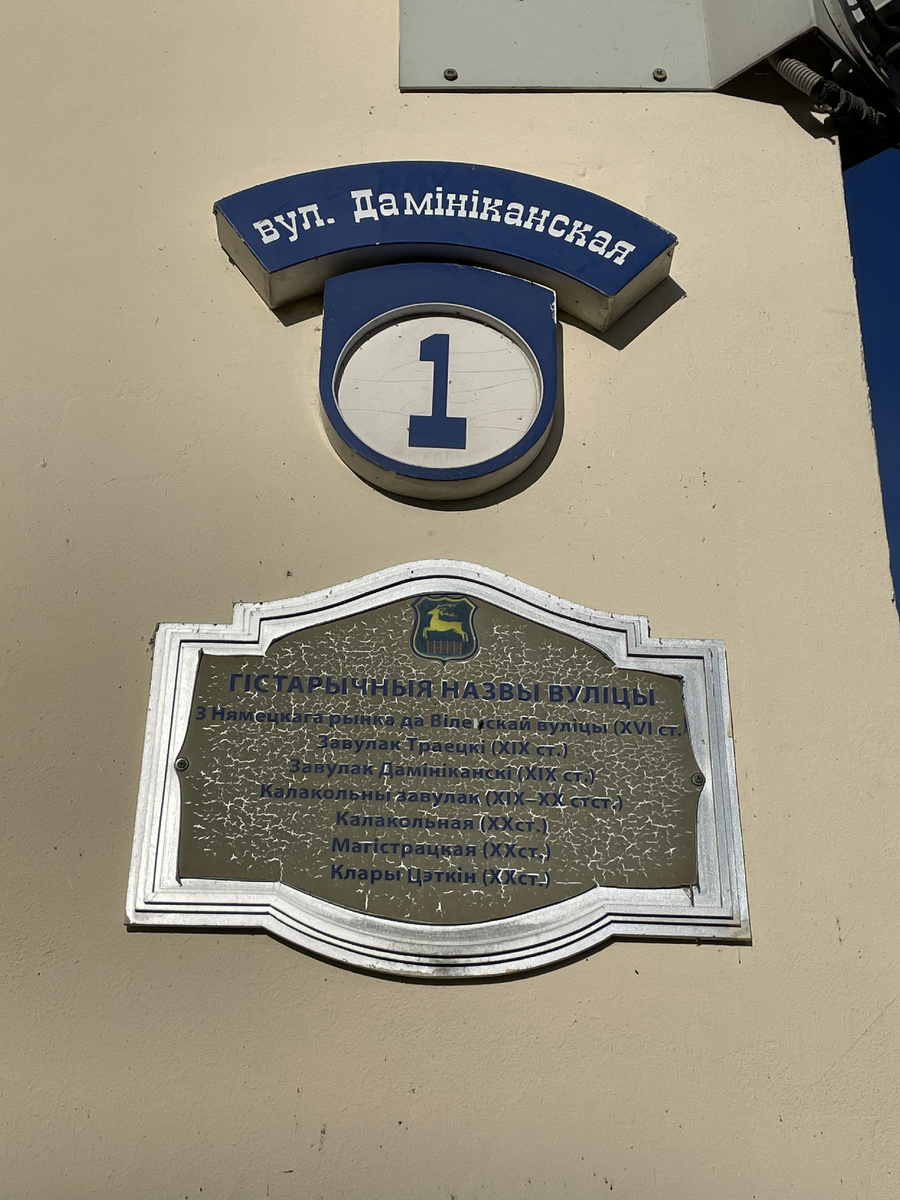 вул. Дамініканская
1
ГІСТАРЫЧНЫЯ НАЗВЫ ВУЛІЦЫ
З Нямецкага рынка да Віленскай вуліцы (XVI ст.)
Завулак Траецкі (XIX ст.)
Завулак Дамініканскі (XIX ст.)
Калакольны завулак (XIX–XX стст.)
Калакольная (XXст.)
Магістрацкая (XXст.)
Клары Цэткін (XXст.)